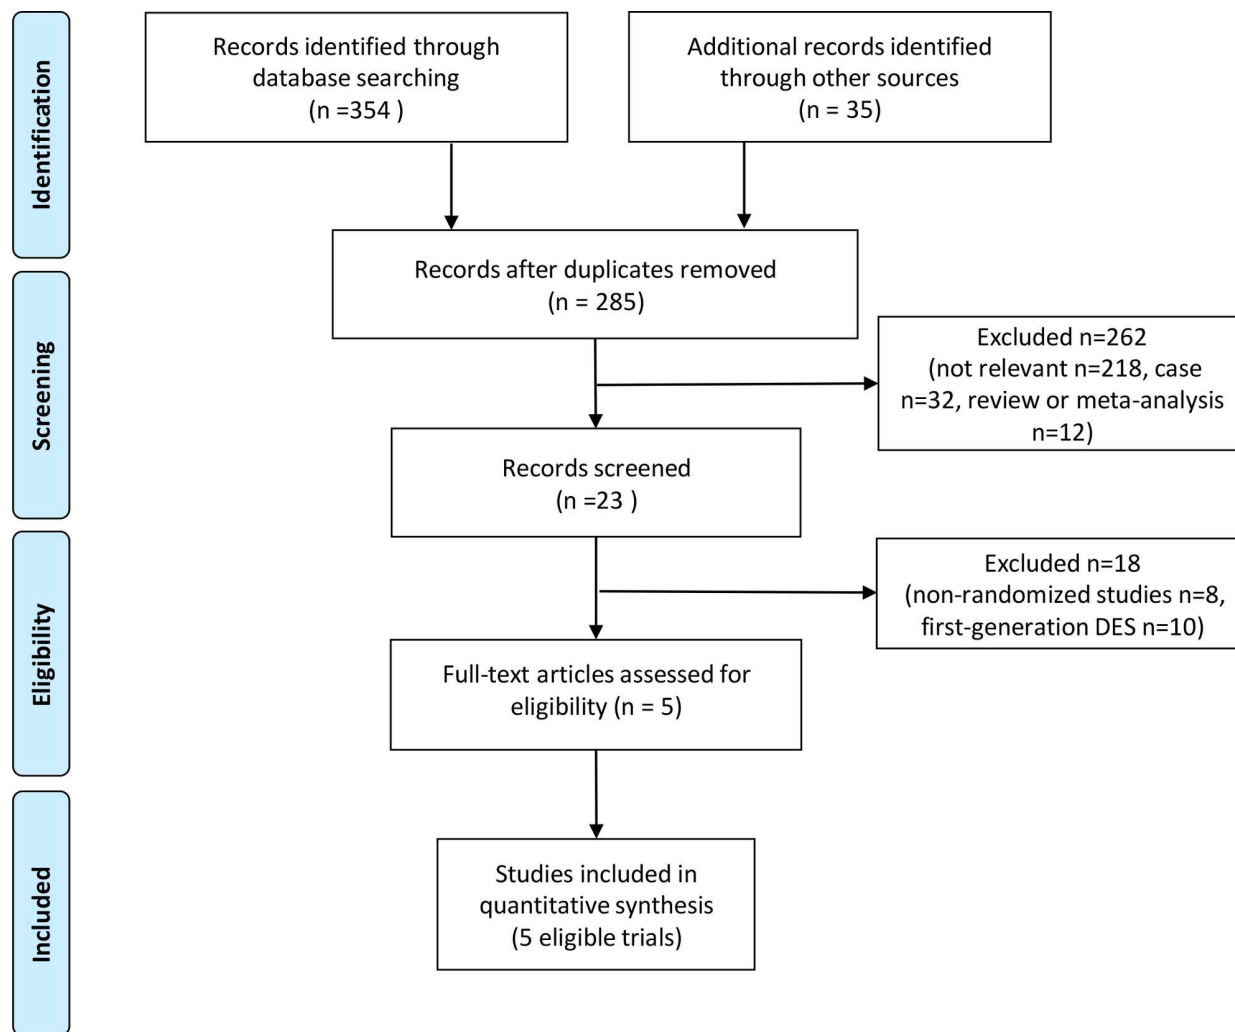 Identification
Records identified through
database searching
(n =354 )
Additional records identified
through other sources
(n = 35)
Records after duplicates removed
(n = 285)
Screening
Excluded n=262
(not relevant n=218, case
n=32, review or meta-analysis
n=12)
Records screened
(n =23 )
Eligibility
Excluded n=18
(non-randomized studies n=8,
first-generation DES n=10)
Full-text articles assessed for
eligibility (n = 5)
Included
Studies included in
quantitative synthesis
(5 eligible trials)